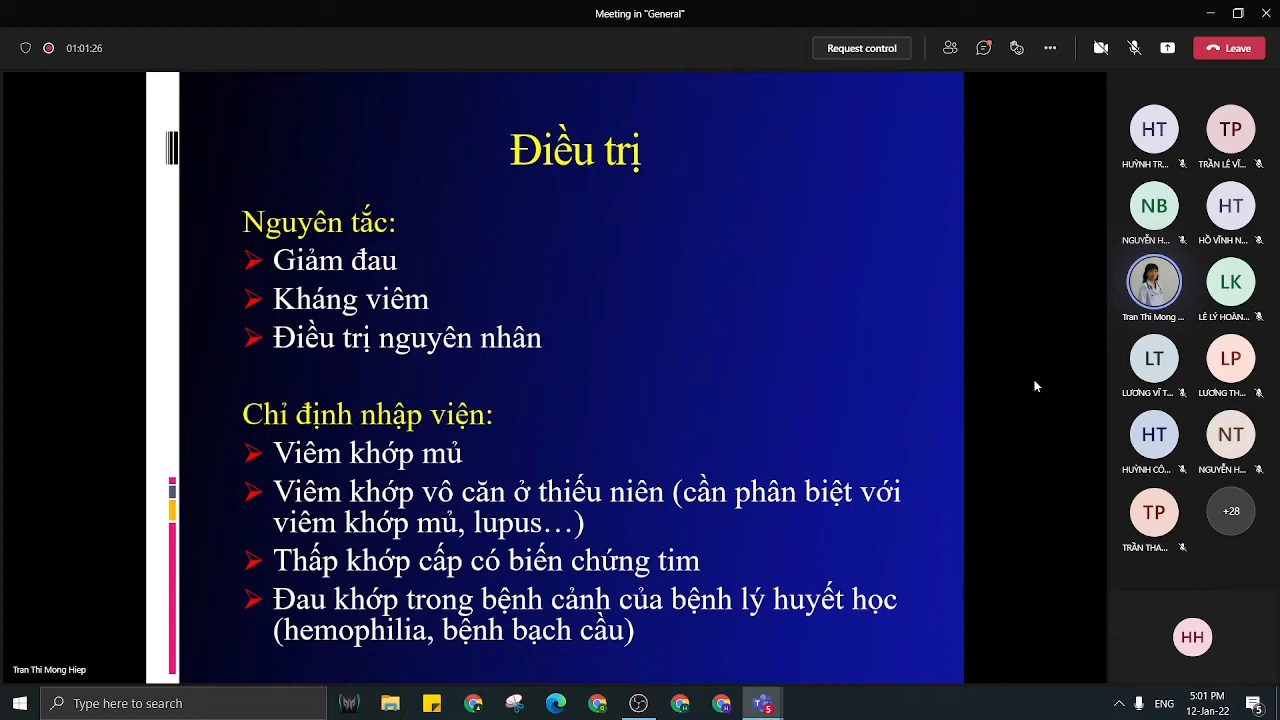 Meeting in "General"
01:01:26
Request control
Leave
Điều trị
Nguyên tắc:
Giảm đau
Kháng viêm
Điều trị nguyên nhân
Chỉ định nhập viện:
Viêm khớp mủ
Viêm khớp vô căn ở thiếu niên (cần phân biệt với
viêm khớp mủ, lupus…)
Thấp khớp cấp có biến chứng tim
Đau khớp trong bệnh cảnh của bệnh lý huyết học
(hemophilia, bệnh bạch cầu)
Tran Thi Mong Hiep
HT
TP
HUỲNH TR...
TRẦN LÊ VĨ...
NB
HT
NGUYỄN H...
HỒ VĨNH H...
LK
Tran Thi Mong ...
LÊ LÝ HOÀN...
LT
LP
LƯƠNG VĨ T...
LƯƠNG TH...
HT
NT
HUỲNH CÔ...
NGUYỄN H...
TP
+28
TRẦN THA...
HH
Type here to search
ENG
5:01 PM
12-Jan-22